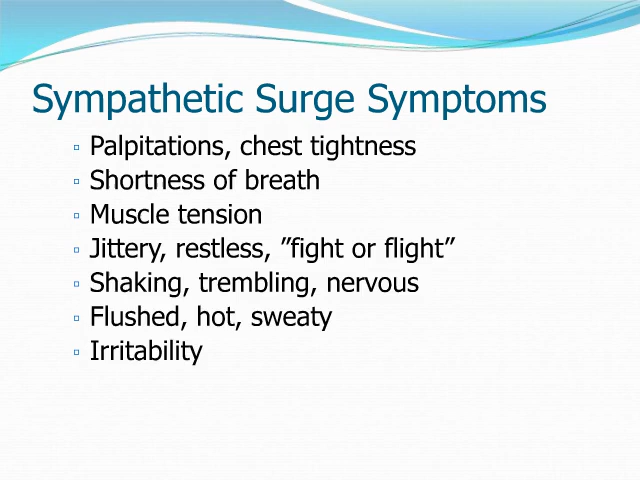 Sympathetic Surge Symptoms
Palpitations, chest tightness
Shortness of breath
Muscle tension
Jittery, restless, ”fight or flight”
Shaking, trembling, nervous
Flushed, hot, sweaty
Irritability